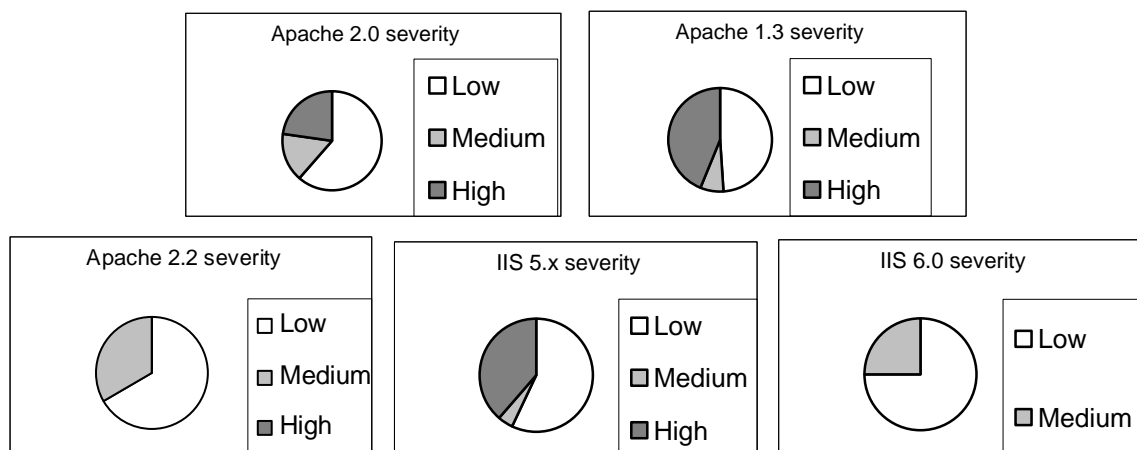 Apache 2.0 severity
Low
Medium
High
Apache 1.3 severity
Low
Medium
High
Apache 2.2 severity
Low
Medium
High
IIS 5.x severity
Low
Medium
High
IIS 6.0 severity
Low
Medium